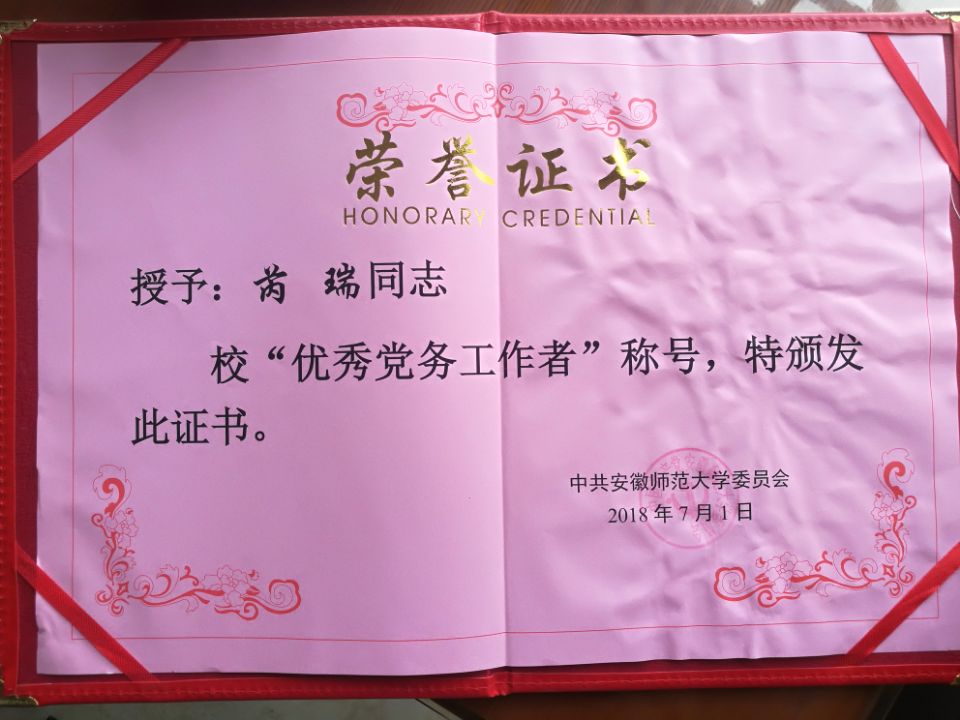 荣誉证书
HONORARY CREDENTIAL
授予：芮 瑞同志
校“优秀党务工作者”称号，特颁发
此证书。
中共安徽师范大学委员会
2018年7月1日